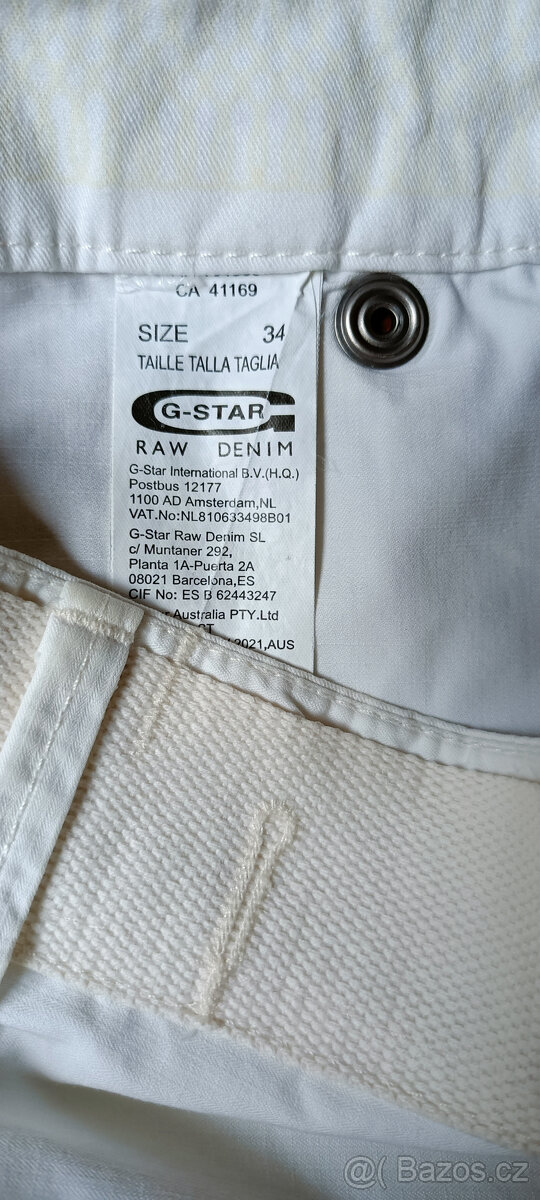 CA 41169
SIZE 34
TAILLE TALLA TAGLIA
G-STAR
RAW DENIM
G-Star International B.V.(H.Q.)
Postbus 12177
1100 AD Amsterdam,NL
VAT.No:NL810633498B01
G-Star Raw Denim SL
c/ Muntaner 292,
Planta 1A-Puerta 2A
08021 Barcelona,ES
CIF No: ES B 62443247
Australia PTY.Ltd
2021,AUS
@ Bazos.cz